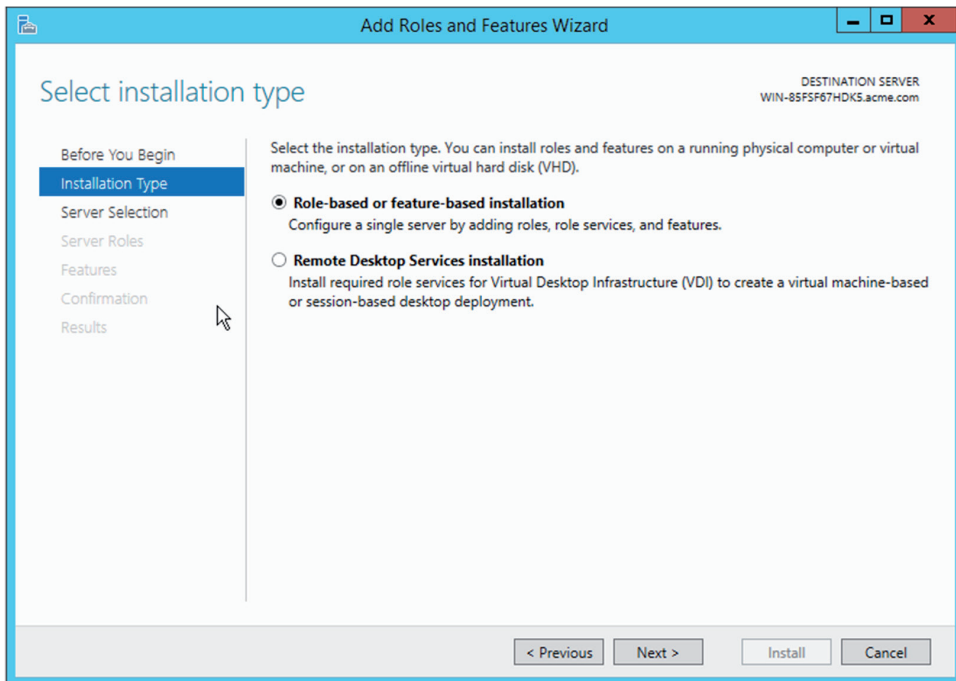 Add Roles and Features Wizard
Select installation type
DESTINATION SERVER
WIN-85FSF67HDK5.acme.com
Before You Begin
Installation Type
Server Selection
Server Roles
Features
Confirmation
Results
Select the installation type. You can install roles and features on a running physical computer or virtual
machine, or on an offline virtual hard disk (VHD).
Role-based or feature-based installation
Configure a single server by adding roles, role services, and features.
Remote Desktop Services installation
Install required role services for Virtual Desktop Infrastructure (VDI) to create a virtual machine-based
or session-based desktop deployment.
< Previous
Next >
Install
Cancel